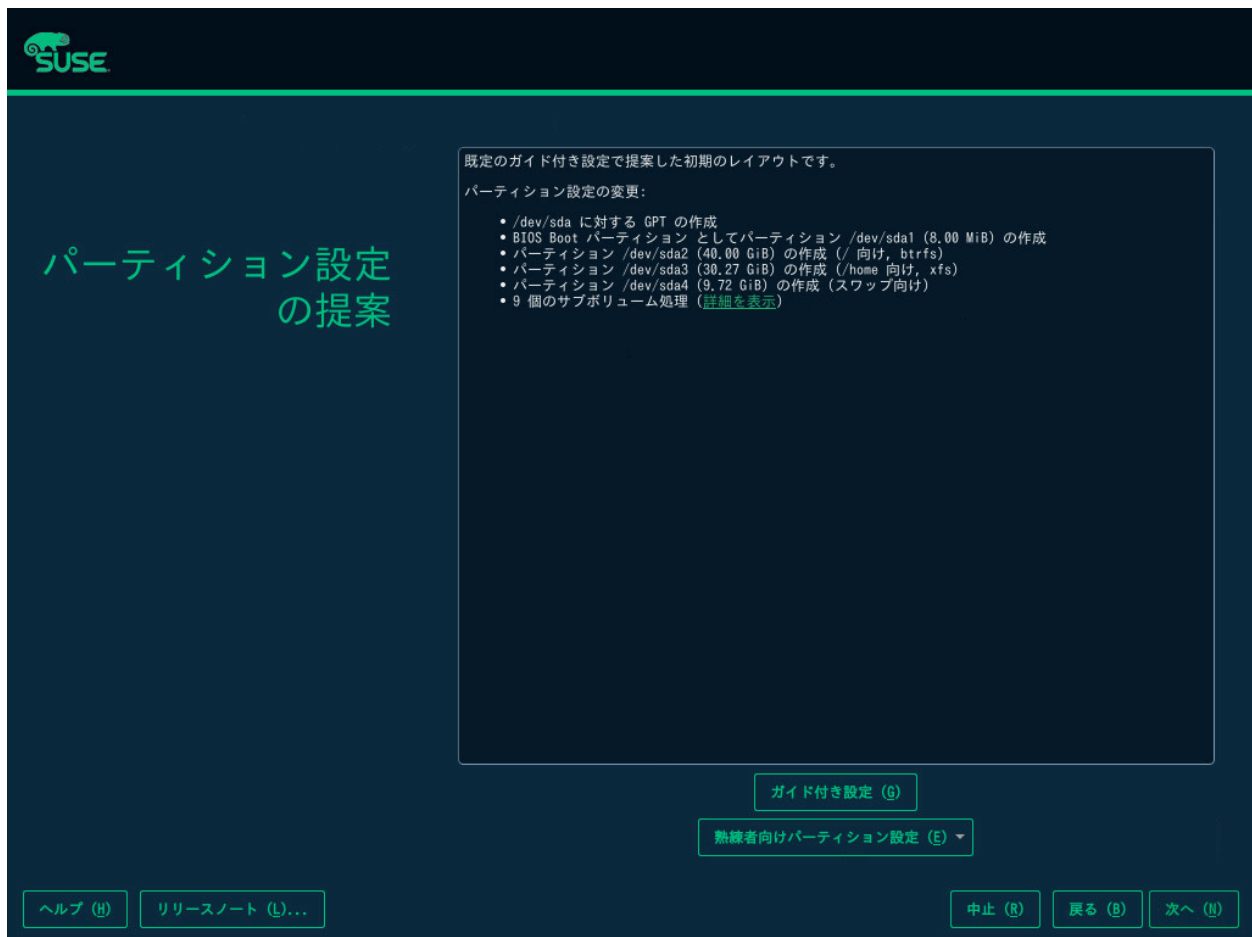 SUSE
パーティション設定
の提案
既定のガイド付き設定で提案した初期のレイアウトです。
パーティション設定の変更:
• /dev/sda に対する GPT の作成
• BIOS Boot パーティション としてパーティション /dev/sda1 (8.00 MiB) の作成
• パーティション /dev/sda2 (40.00 GiB) の作成 (/ 向け, btrfs)
• パーティション /dev/sda3 (30.27 GiB) の作成 (/home 向け, xfs)
• パーティション /dev/sda4 (9.72 GiB) の作成 (スワップ向け)
• 9 個のサブボリューム処理 (詳細を表示)
ガイド付き設定 (G)
熟練者向けパーティション設定 (E)
ヘルプ (H) リリースノート (L)... 中止 (R) 戻る (B) 次へ (N)